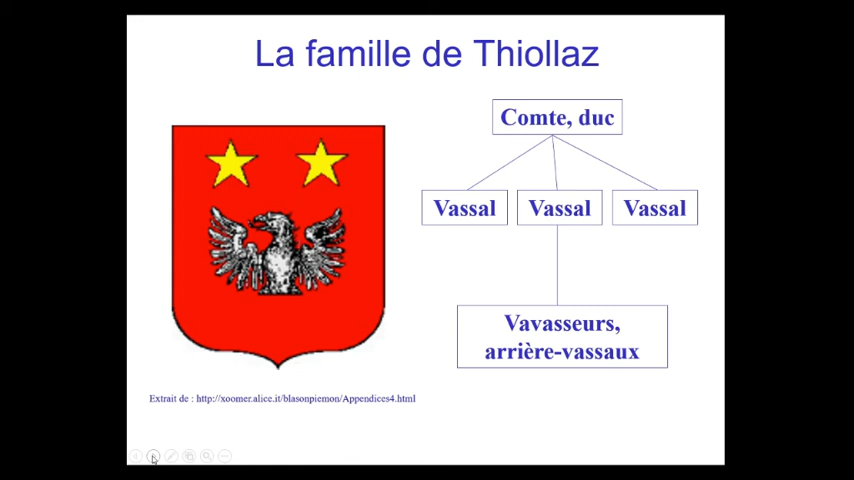 La famille de Thiollaz
Comte, duc
Vassal
Vassal
Vassal
Vavasseurs,
arrière-vassaux
Extrait de : http://xoomer.alice.it/blasonpiemon/Appendices4.html